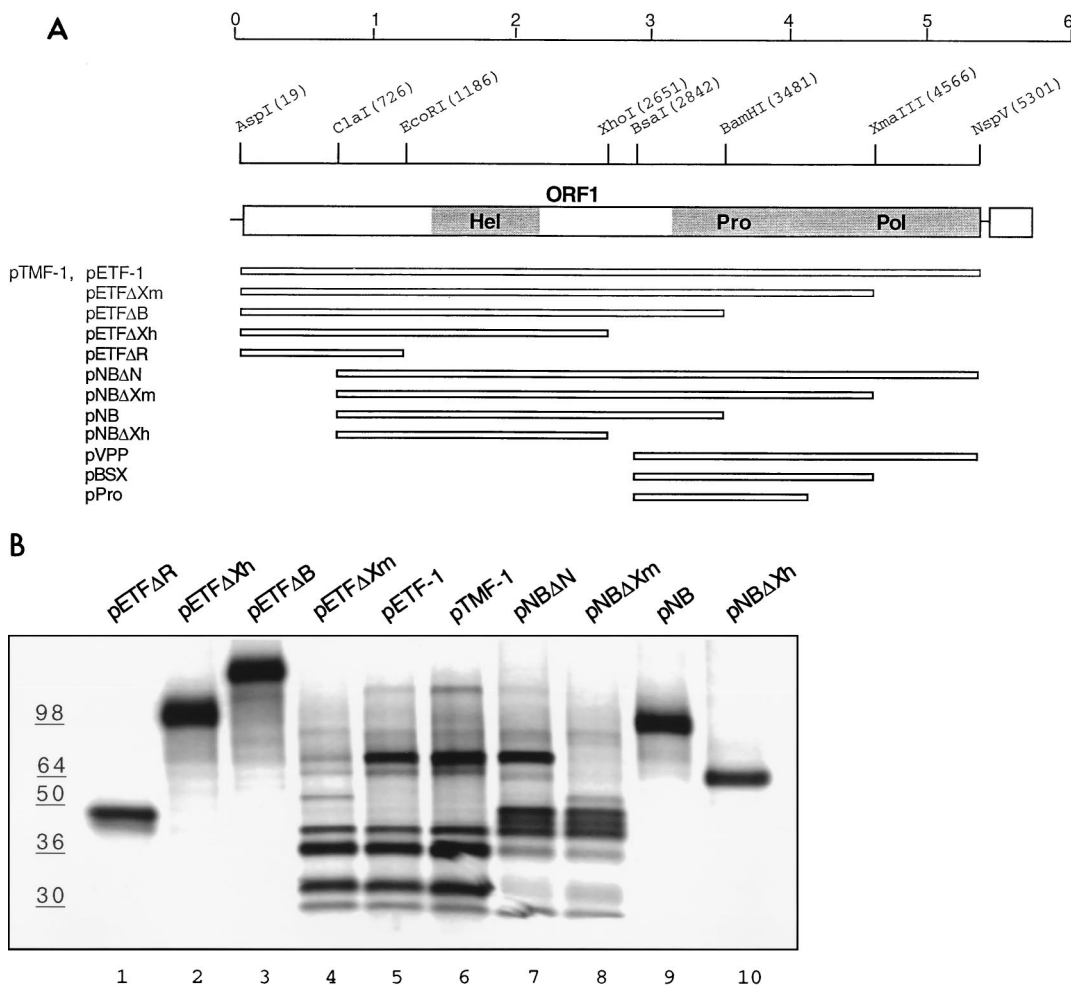 A
0 1 2 3 4 5 6
AspI(19) ClaI(726) EcoRI(1186) XhoI(2651) BsaI(2842) BamHI(3481) XmaIII(4566) NspV(5301)
ORF1
Hel Pro Pol
pTMF-1, pETF-1
pETFΔXm
pETFΔB
pETFΔXh
pETFΔR
pNBΔN
pNBΔXm
pNB
pNBΔXh
pVPP
pBSX
pPro
B
pETFΔR pETFΔXh pETFΔB pETFΔXm pETF-1 pTMF-1 pNBΔN pNBΔXm pNB pNBΔXh
98
64
50
36
30
1 2 3 4 5 6 7 8 9 10